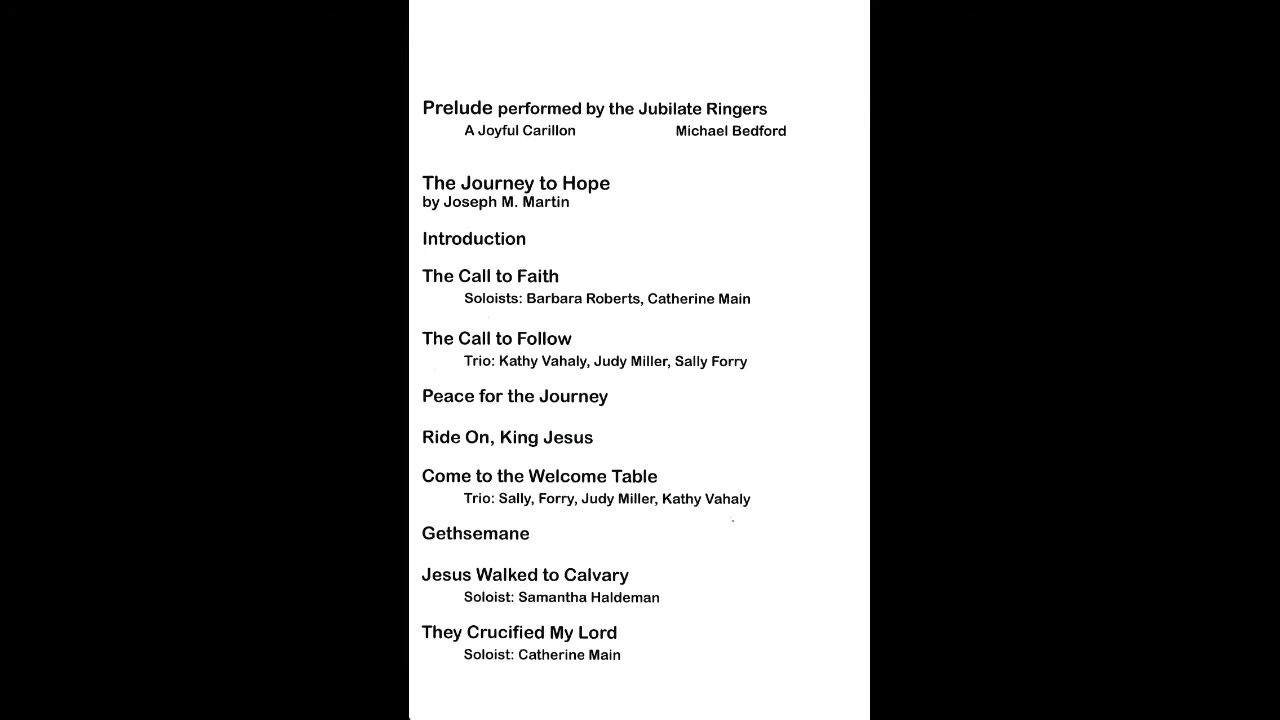 Prelude performed by the Jubilate Ringers
A Joyful Carillon Michael Bedford
The Journey to Hope
by Joseph M. Martin
Introduction
The Call to Faith
Soloists: Barbara Roberts, Catherine Main
The Call to Follow
Trio: Kathy Vahaly, Judy Miller, Sally Forry
Peace for the Journey
Ride On, King Jesus
Come to the Welcome Table
Trio: Sally, Forry, Judy Miller, Kathy Vahaly
Gethsemane
Jesus Walked to Calvary
Soloist: Samantha Haldeman
They Crucified My Lord
Soloist: Catherine Main